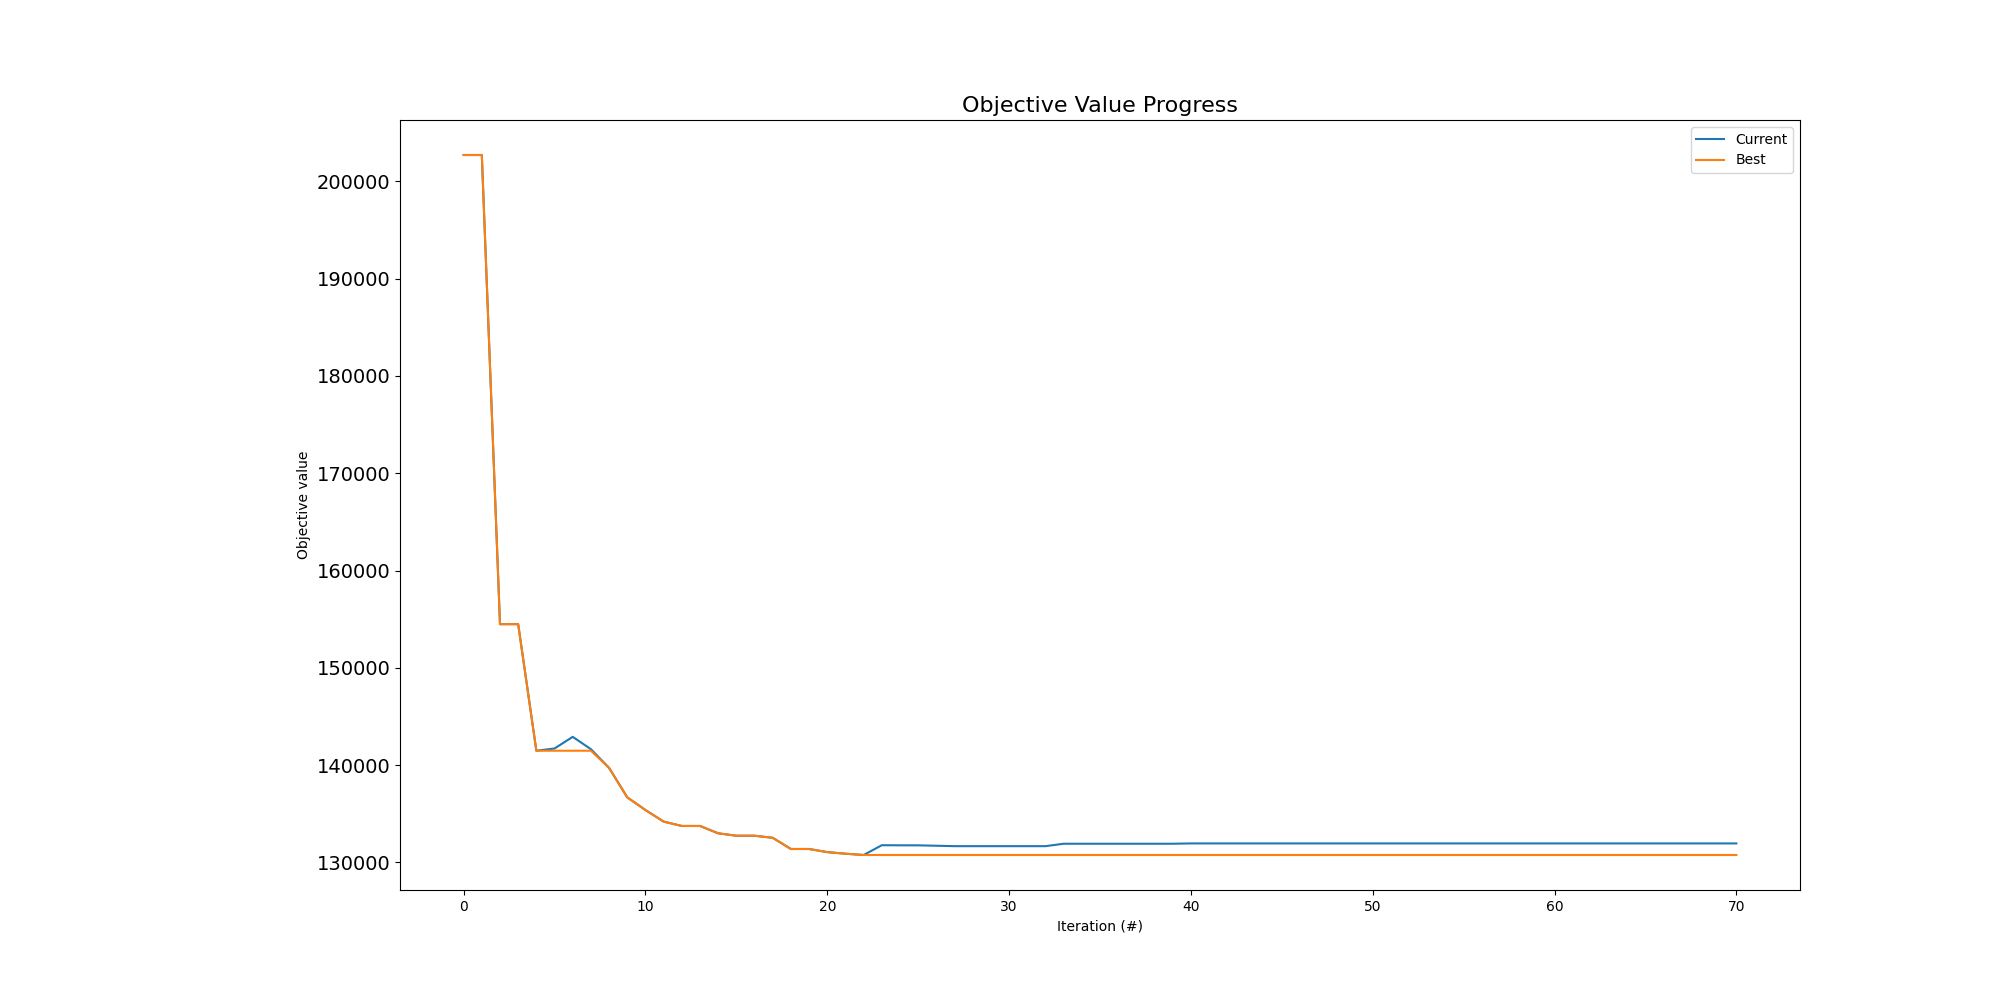 Objective Value Progress
Current
Best
200000
190000
180000
170000
160000
150000
140000
130000
Objective value
0 10 20 30 40 50 60 70
Iteration (#)